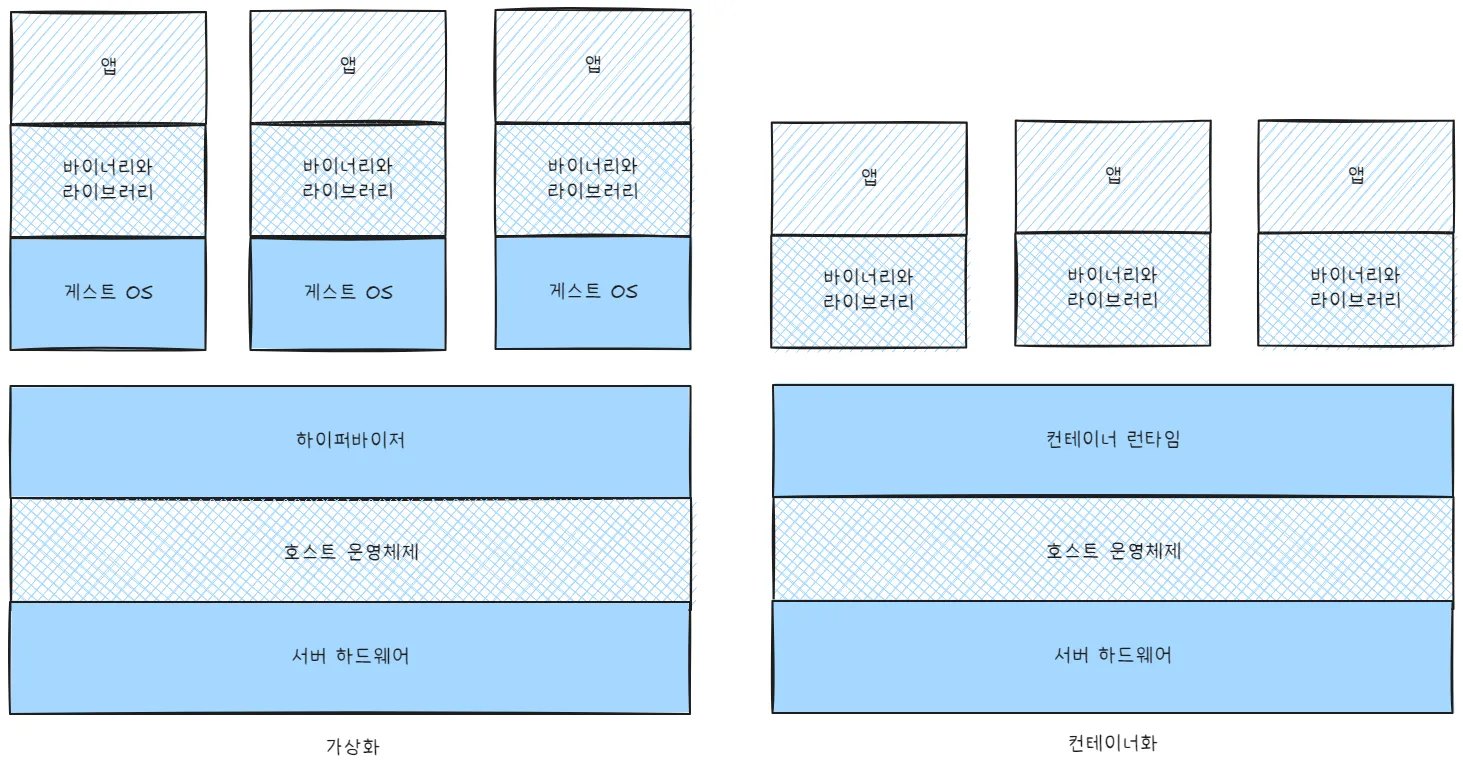 앱
바이너리와
라이브러리
게스트 OS
앱
바이너리와
라이브러리
게스트 OS
앱
바이너리와
라이브러리
게스트 OS
하이퍼바이저
호스트 운영체제
서버 하드웨어
가상화
앱
바이너리와
라이브러리
앱
바이너리와
라이브러리
앱
바이너리와
라이브러리
컨테이너 런타임
호스트 운영체제
서버 하드웨어
컨테이너화